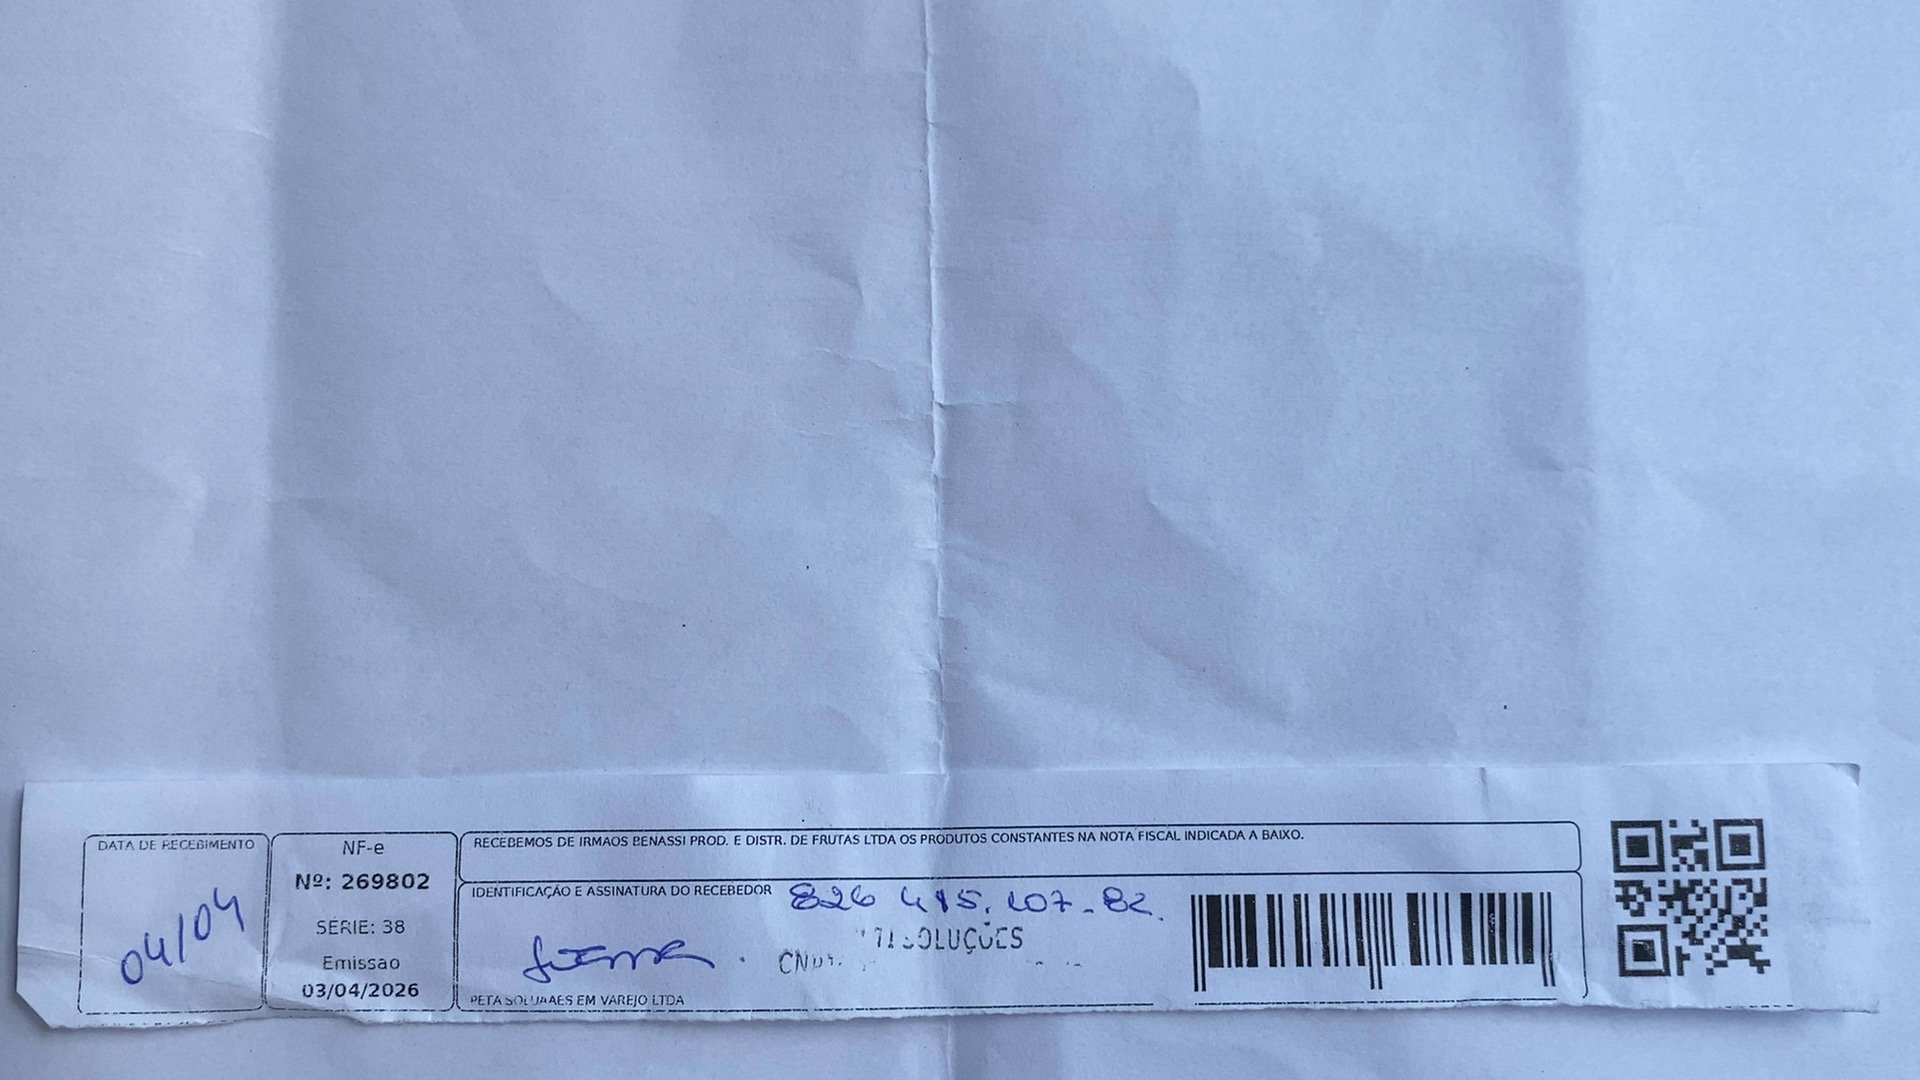 DATA DE RECEBIMENTO
04/04
NF-e
Nº: 269802
SÉRIE: 38
Emissao
03/04/2026
RECEBEMOS DE IRMAOS BENASSI PROD. E DISTR. DE FRUTAS LTDA OS PRODUTOS CONSTANTES NA NOTA FISCAL INDICADA A BAIXO.
IDENTIFICAÇÃO E ASSINATURA DO RECEBEDOR
826 415.107-82.
SOLUÇÕES
EM VAREJO LTDA